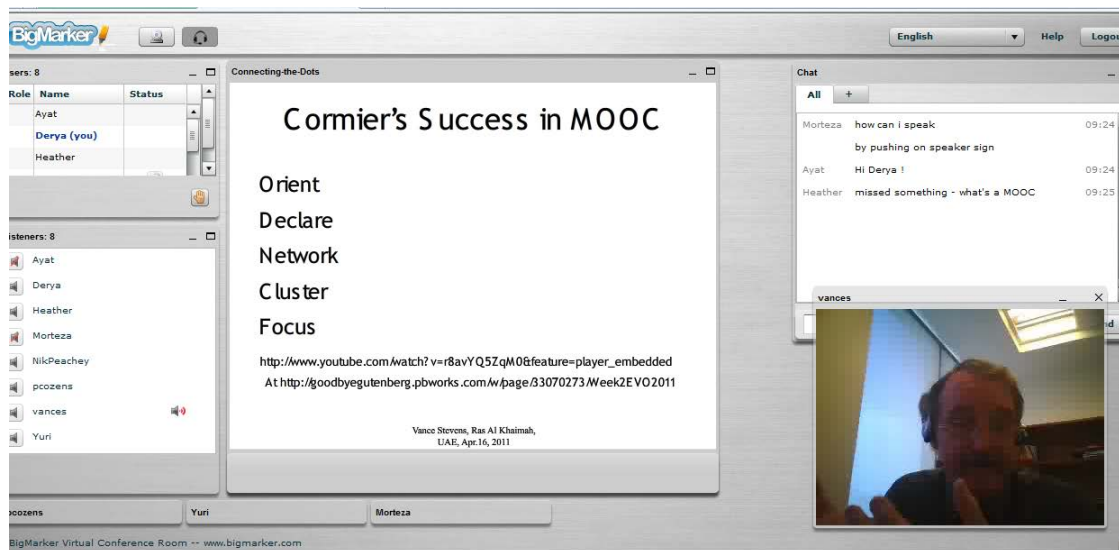 BigMarker
English
Help
Logou
sers: 8
Role Name Status
Ayat
Derya (you)
Heather
isteners: 8
Ayat
Derya
Heather
Morteza
NikPeachey
pcozens
vances
Yuri
Connecting-the-Dots
Cormier's Success in MOOC
Orient
Declare
Network
Cluster
Focus
http://www.youtube.com/watch?v=r8avYQ5ZqM0&feature=player_embedded
At http://goodbyegutenberg.pbworks.com/w/page/33070273/Week2EVO2011
Vance Stevens, Ras Al Khaimah,
UAE, Apr.16, 2011
Chat
All +
Morteza how can i speak 09:24
by pushing on speaker sign
Ayat Hi Derya ! 09:24
Heather missed something - what's a MOOC 09:25
vances
nd
pcozens
Yuri
Morteza
BigMarker Virtual Conference Room -- www.bigmarker.com